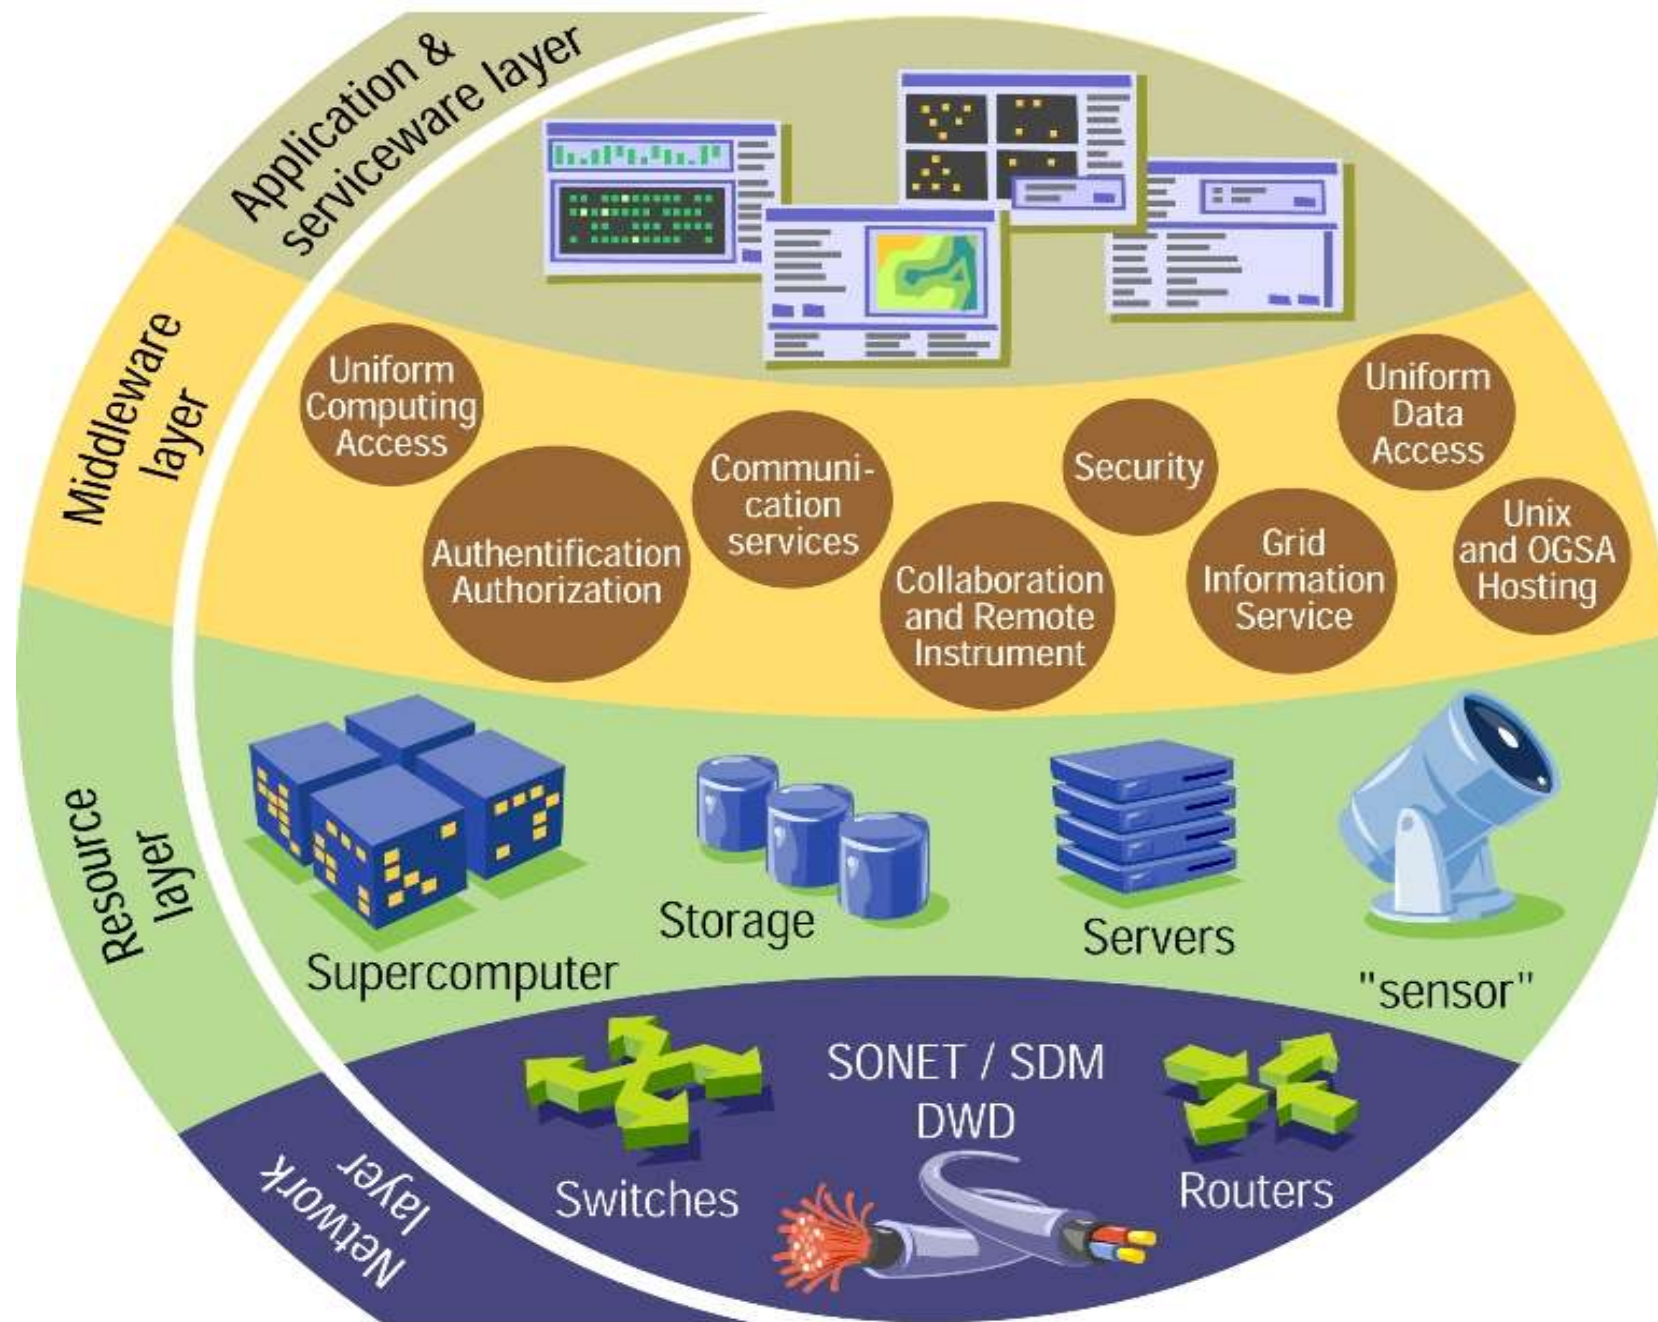 Application &
serviceware layer
Middleware
layer
Uniform
Computing
Access
Authentification
Authorization
Communi-
cation
services
Collaboration
and Remote
Instrument
Security
Grid
Information
Service
Uniform
Data
Access
Unix
and OGSA
Hosting
Resource
layer
Supercomputer
Storage
Servers
"sensor"
Network
layer
Switches
SONET / SDM
DWD
Routers